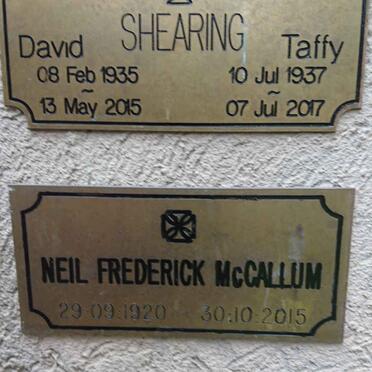 SHEARING
David Taffy
08 Feb 1935 10 Jul 1937
~ ~
13 May 2015 07 Jul 2017
NEIL FREDERICK McCALLUM
29·09·1920 - 30·10·2015